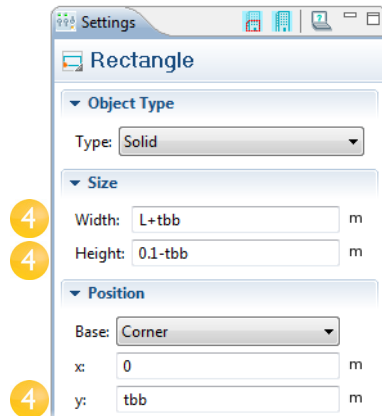 Settings
Rectangle
Object Type
Type: Solid
Size
4 Width: L+tbb m
4 Height: 0.1-tbb m
Position
Base: Corner
x: 0 m
4 y: tbb m